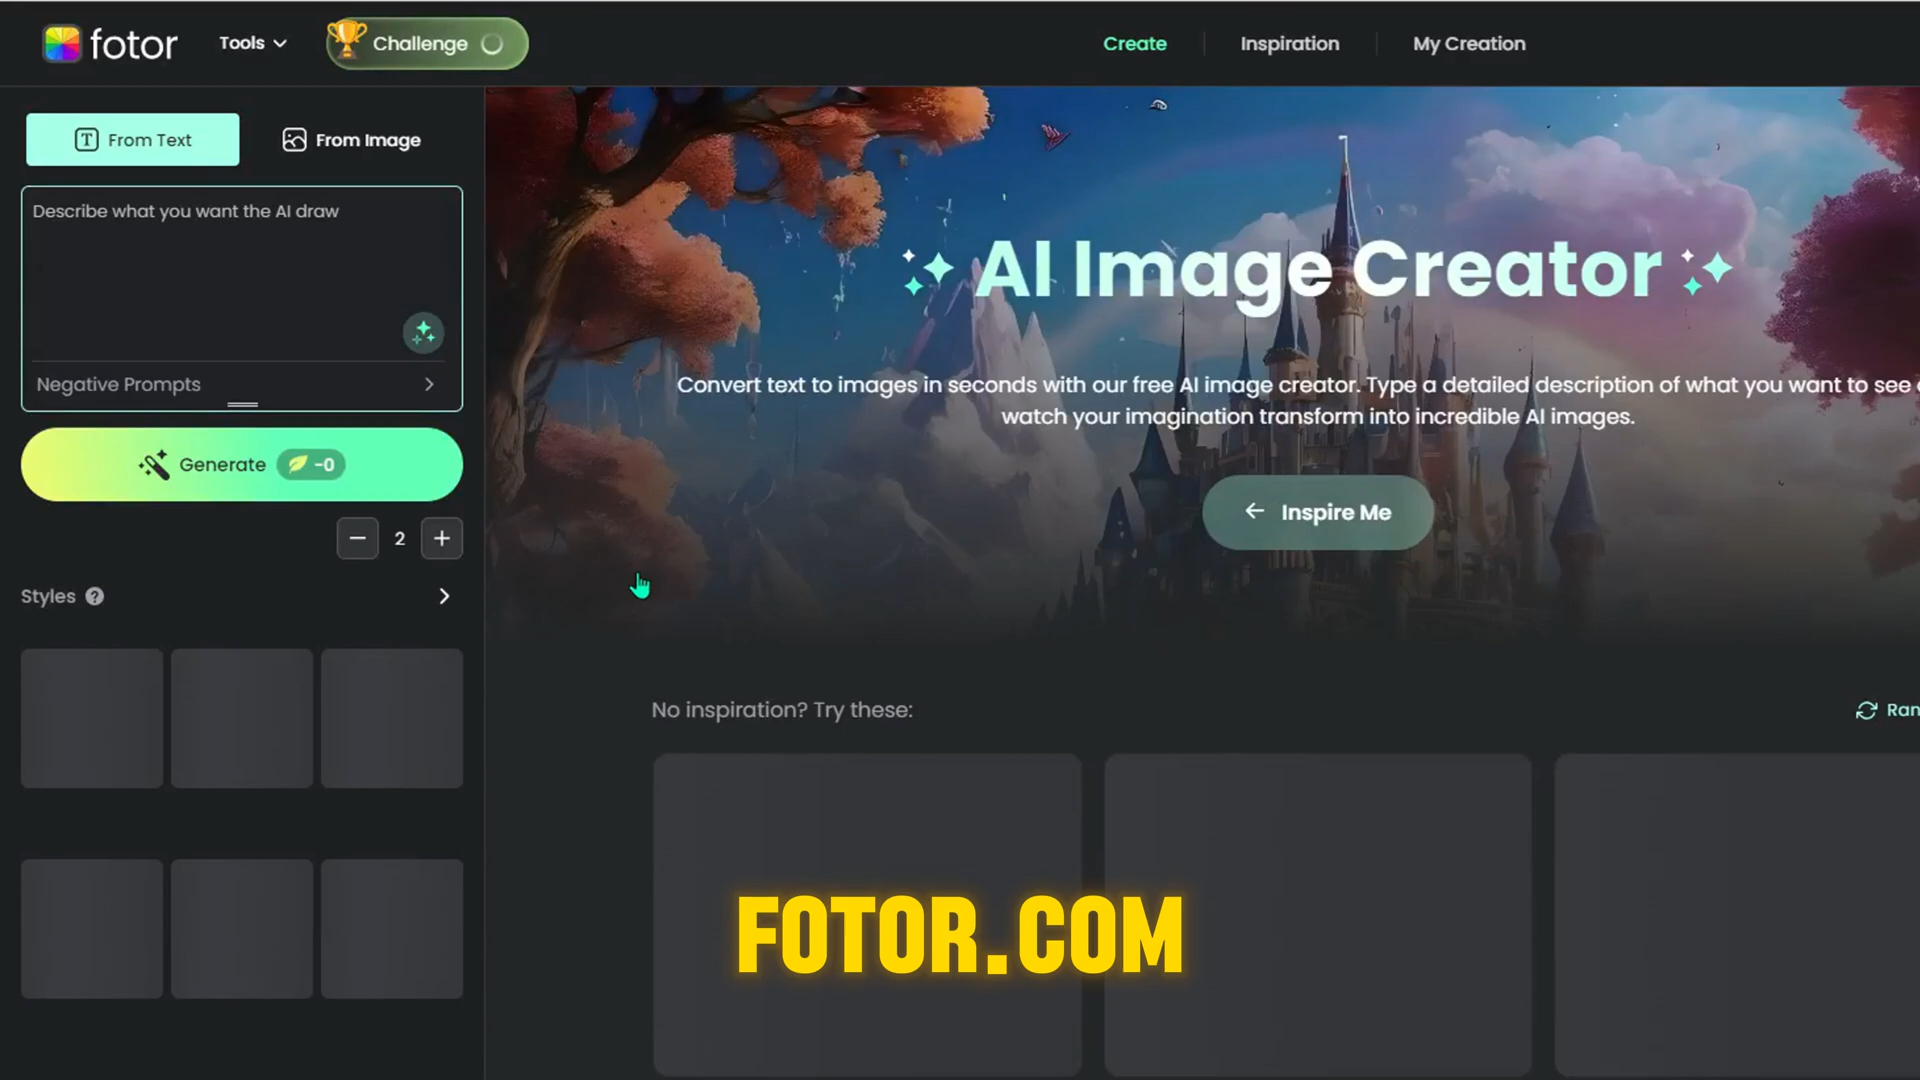 fotor
Tools
Challenge
Create
Inspiration
My Creation
From Text
From Image
Describe what you want the AI draw
Negative Prompts
Generate -0
2
Styles ?
AI Image Creator
Convert text to images in seconds with our free AI image creator. Type a detailed description of what you want to see
watch your imagination transform into incredible AI images.
Inspire Me
No inspiration? Try these:
Ran
FOTOR.COM